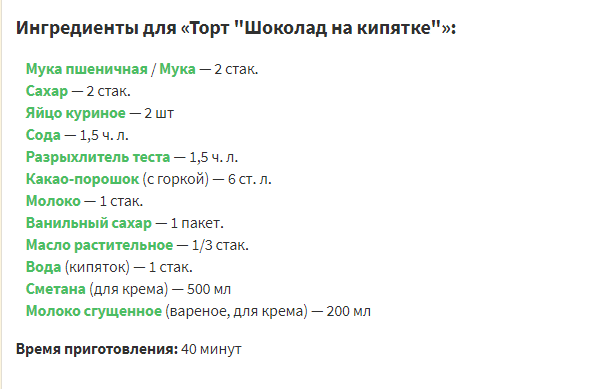 Ингредиенты для «Торт "Шоколад на кипятке"»:
Мука пшеничная / Мука — 2 стак.
Сахар — 2 стак.
Яйцо куриное — 2 шт
Сода — 1,5 ч. л.
Разрыхлитель теста — 1,5 ч. л.
Какао-порошок (с горкой) — 6 ст. л.
Молоко — 1 стак.
Ванильный сахар — 1 пакет.
Масло растительное — 1/3 стак.
Вода (кипяток) — 1 стак.
Сметана (для крема) — 500 мл
Молоко сгущенное (вареное, для крема) — 200 мл
Время приготовления: 40 минут